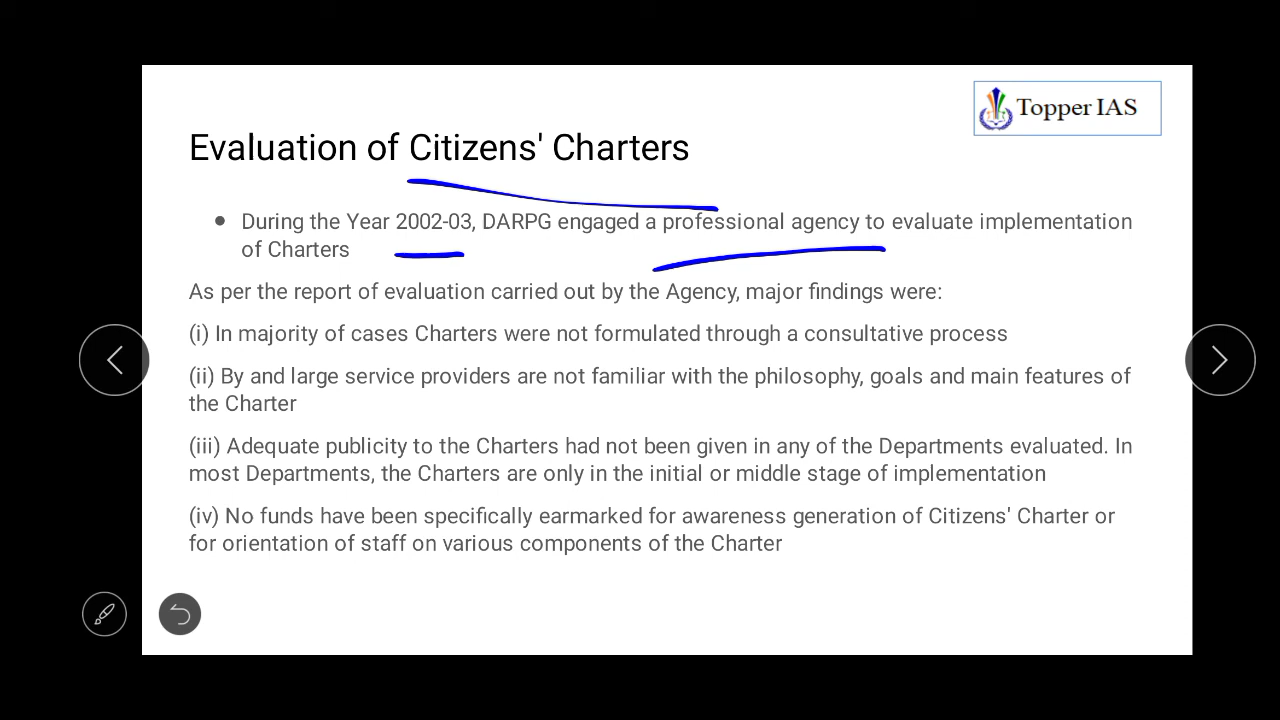 Topper IAS
Evaluation of Citizens' Charters
During the Year 2002-03, DARPG engaged a professional agency to evaluate implementation
of Charters
As per the report of evaluation carried out by the Agency, major findings were:
(i) In majority of cases Charters were not formulated through a consultative process
(ii) By and large service providers are not familiar with the philosophy, goals and main features of
the Charter
(iii) Adequate publicity to the Charters had not been given in any of the Departments evaluated. In
most Departments, the Charters are only in the initial or middle stage of implementation
(iv) No funds have been specifically earmarked for awareness generation of Citizens' Charter or
for orientation of staff on various components of the Charter